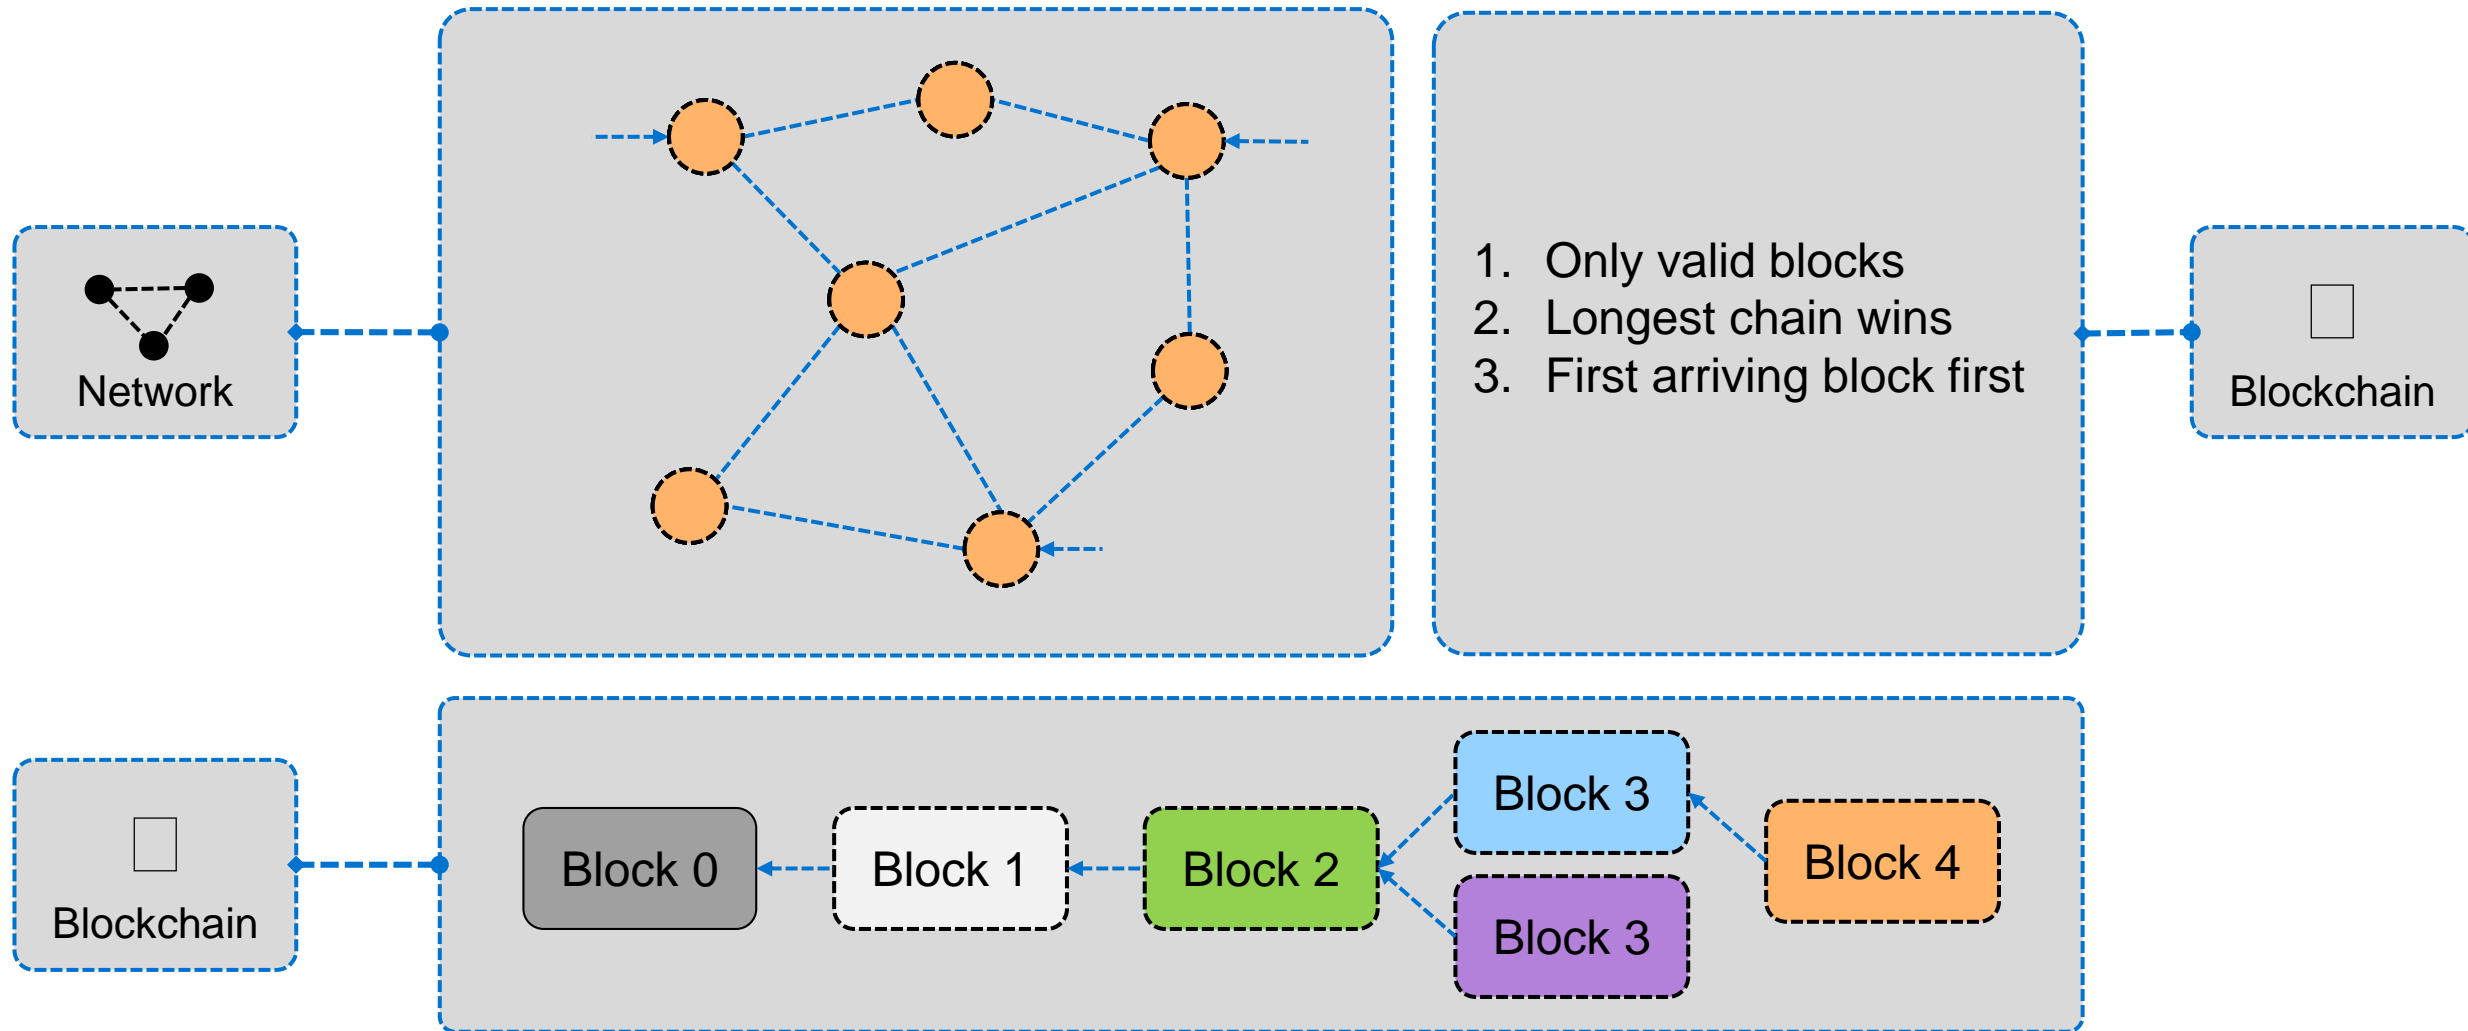 Network
1. Only valid blocks
2. Longest chain wins
3. First arriving block first
Blockchain
Blockchain
Block 0
Block 1
Block 2
Block 3
Block 3
Block 4